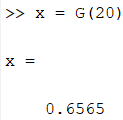 >> x = G(20)
x =
0.6565